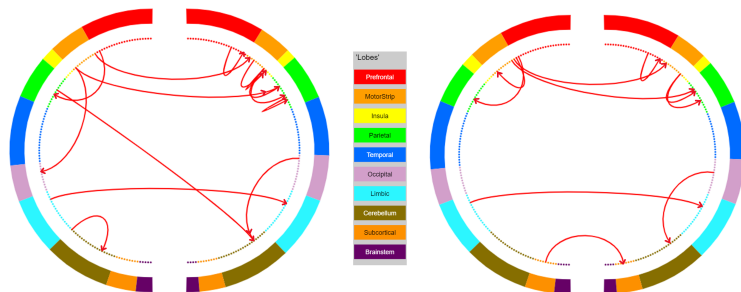 'Lobes'
Prefrontal
MotorStrip
Insula
Parietal
Temporal
Occipital
Limbic
Cerebellum
Subcortical
Brainstem